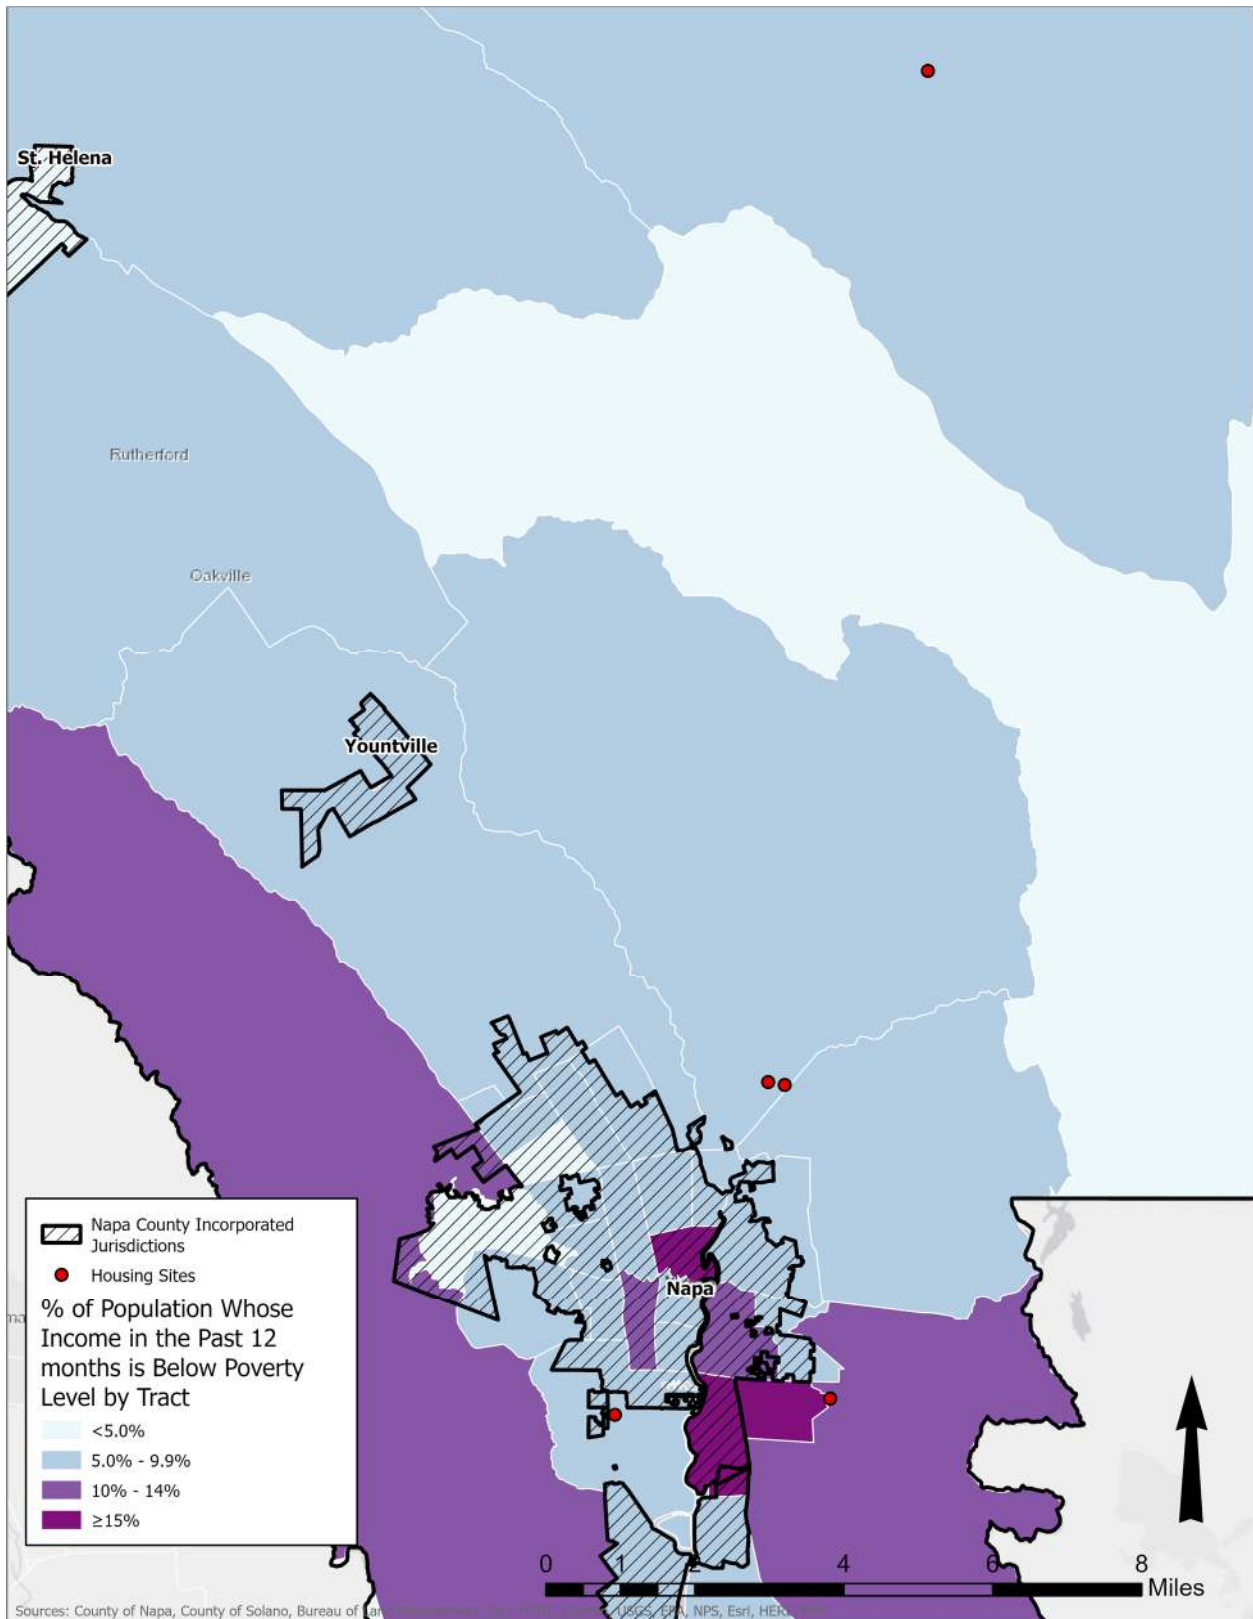 St. Helena
Rutherford
Oakville
Yountville
Napa
ma
Napa County Incorporated
Jurisdictions
Housing Sites
% of Population Whose
Income in the Past 12
months is Below Poverty
Level by Tract
<5.0%
5.0% - 9.9%
10% - 14%
≥15%
0 1 2 4 6 8
Miles
Sources: County of Napa, County of Solano, Bureau of USGS, EPA, NPS, Esri,